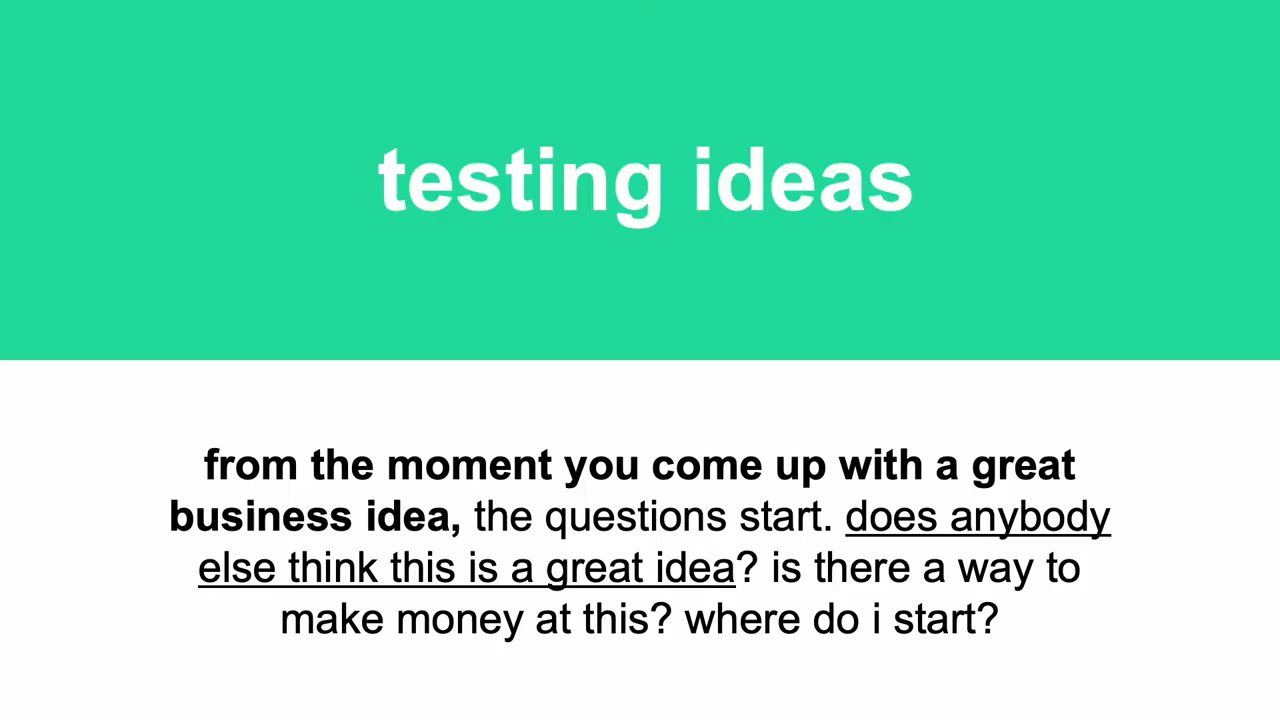 testing ideas
from the moment you come up with a great
business idea, the questions start. does anybody
else think this is a great idea? is there a way to
make money at this? where do i start?